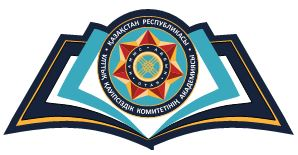 ҚАЗАҚСТАН РЕСПУБЛИКАСЫ
ҰЛТТЫҚ ҚАУІПСІЗДІК КОМИТЕТІНІҢ АКАДЕМИЯСЫ